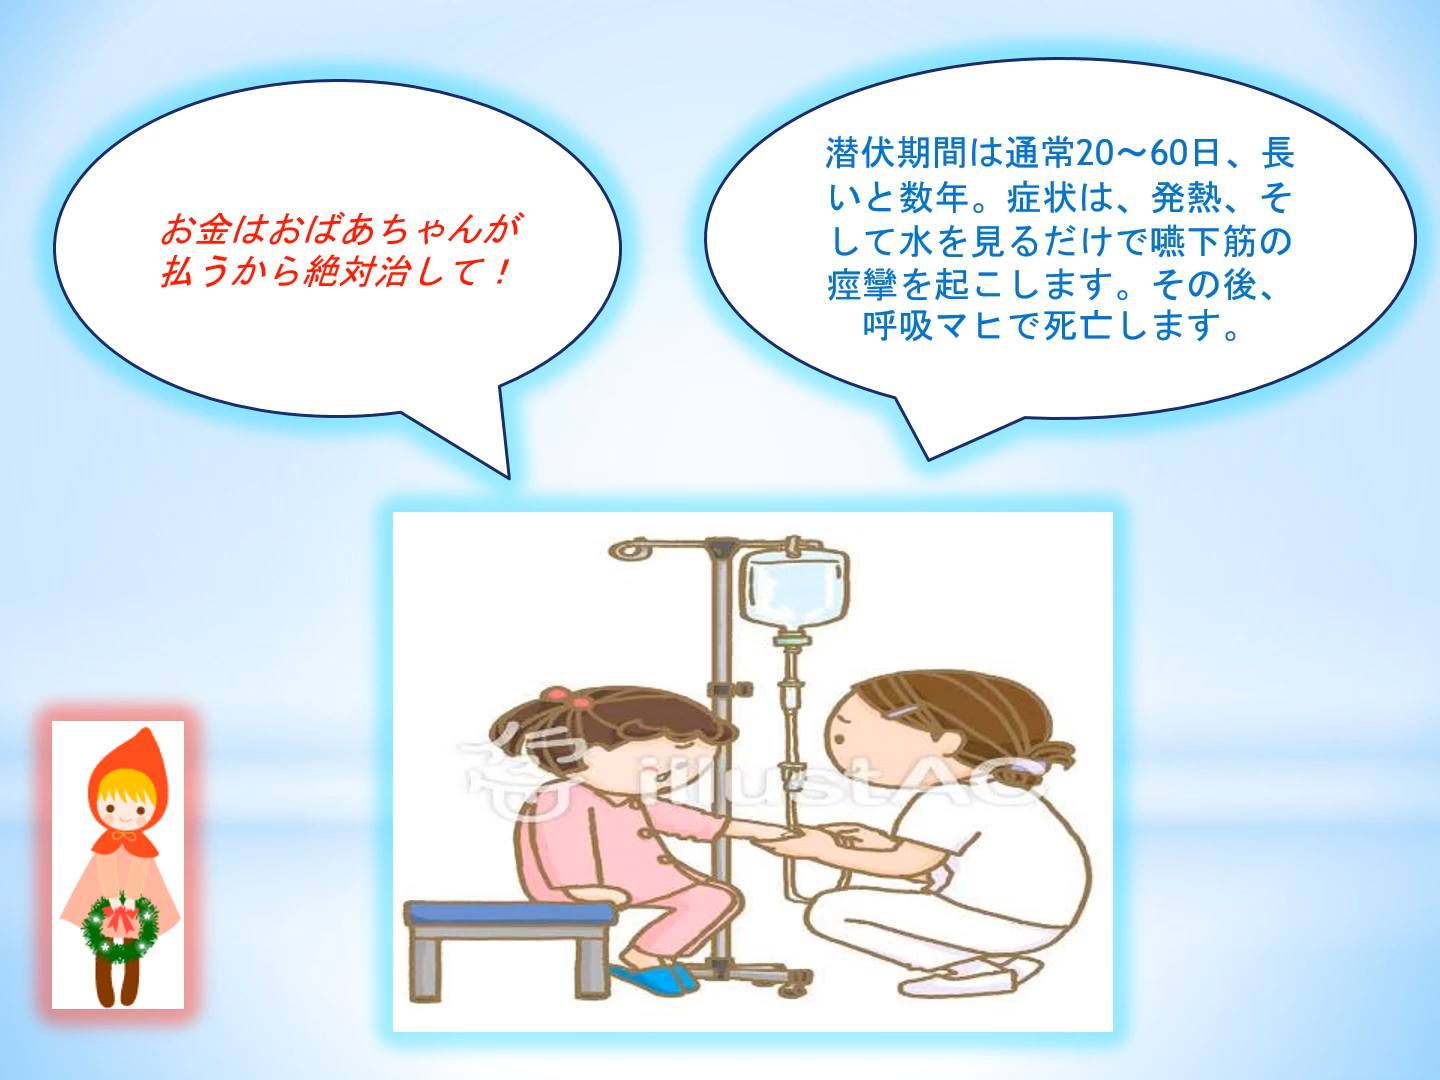 お金はおばあちゃんが
払うから絶対治して！
潜伏期間は通常20～60日、長
いと数年。症状は、発熱、そ
して水を見るだけで嚥下筋の
痙攣を起こします。その後、
呼吸マヒで死亡します。
illustAC